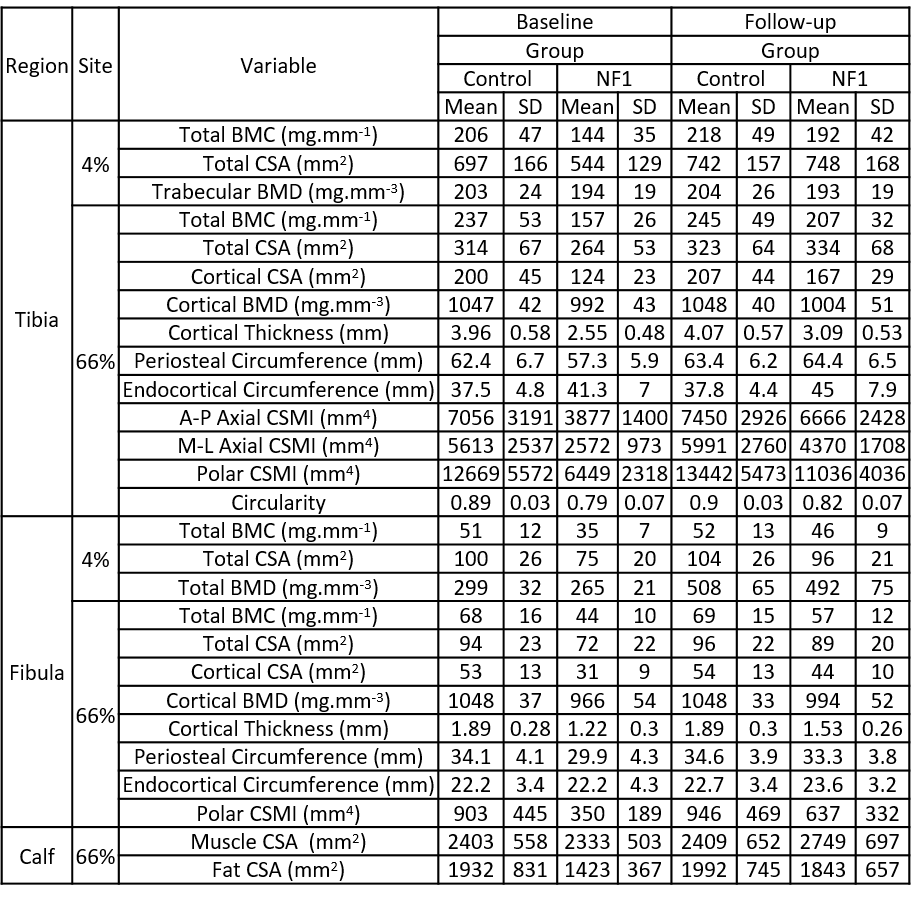 Region Site Variable Baseline Follow-up
Group Group
Control NF1 Control NF1
Mean SD Mean SD Mean SD Mean SD
Tibia
4%
Total BMC (mg.mm-1) 206 47 144 35 218 49 192 42
Total CSA (mm2) 697 166 544 129 742 157 748 168
Trabecular BMD (mg.mm-3) 203 24 194 19 204 26 193 19
66%
Total BMC (mg.mm-1) 237 53 157 26 245 49 207 32
Total CSA (mm2) 314 67 264 53 323 64 334 68
Cortical CSA (mm2) 200 45 124 23 207 44 167 29
Cortical BMD (mg.mm-3) 1047 42 992 43 1048 40 1004 51
Cortical Thickness (mm) 3.96 0.58 2.55 0.48 4.07 0.57 3.09 0.53
Periosteal Circumference (mm) 62.4 6.7 57.3 5.9 63.4 6.2 64.4 6.5
Endocortical Circumference (mm) 37.5 4.8 41.3 7 37.8 4.4 45 7.9
A-P Axial CSMI (mm4) 7056 3191 3877 1400 7450 2926 6666 2428
M-L Axial CSMI (mm4) 5613 2537 2572 973 5991 2760 4370 1708
Polar CSMI (mm4) 12669 5572 6449 2318 13442 5473 11036 4036
Circularity 0.89 0.03 0.79 0.07 0.9 0.03 0.82 0.07
Fibula
4%
Total BMC (mg.mm-1) 51 12 35 7 52 13 46 9
Total CSA (mm2) 100 26 75 20 104 26 96 21
Total BMD (mg.mm-3) 299 32 265 21 508 65 492 75
66%
Total BMC (mg.mm-1) 68 16 44 10 69 15 57 12
Total CSA (mm2) 94 23 72 22 96 22 89 20
Cortical CSA (mm2) 53 13 31 9 54 13 44 10
Cortical BMD (mg.mm-3) 1048 37 966 54 1048 33 994 52
Cortical Thickness (mm) 1.89 0.28 1.22 0.3 1.89 0.3 1.53 0.26
Periosteal Circumference (mm) 34.1 4.1 29.9 4.3 34.6 3.9 33.3 3.8
Endocortical Circumference (mm) 22.2 3.4 22.2 4.3 22.7 3.4 23.6 3.2
Polar CSMI (mm4) 903 445 350 189 946 469 637 332
Calf
66%
Muscle CSA (mm2) 2403 558 2333 503 2409 652 2749 697
Fat CSA (mm2) 1932 831 1423 367 1992 745 1843 657